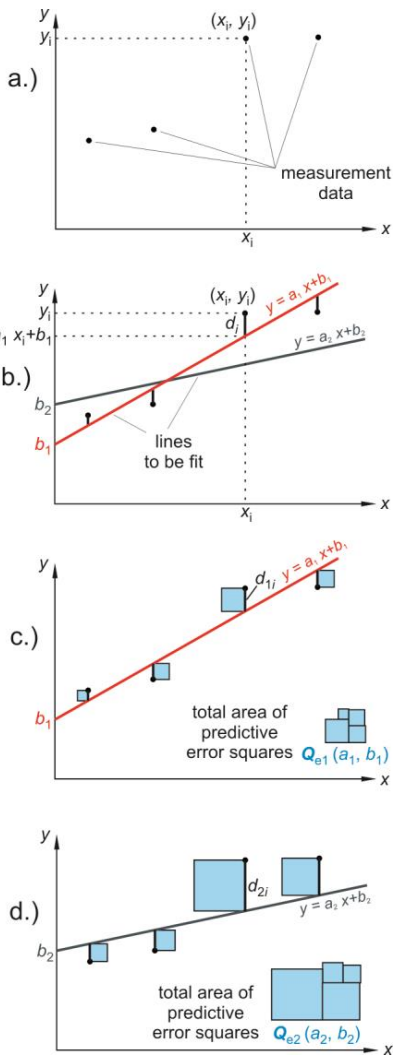 y
(xᵢ, yᵢ)
yᵢ
a.)
measurement
data
xᵢ
x
y
(xᵢ, yᵢ)
y = a₁ x+b₁
yᵢ
dᵢ
₁ xᵢ+b₁
y = a₂ x+b₂
b.)
b₂
b₁
lines
to be fit
xᵢ
x
y
d₁ᵢ
y = a₁ x+b₁
c.)
b₁
total area of
predictive
error squares
Qₑ₁ (a₁, b₁)
x
y
d.)
d₂ᵢ
y = a₂ x+b₂
b₂
total area of
predictive
error squares
Qₑ₂ (a₂, b₂)
x